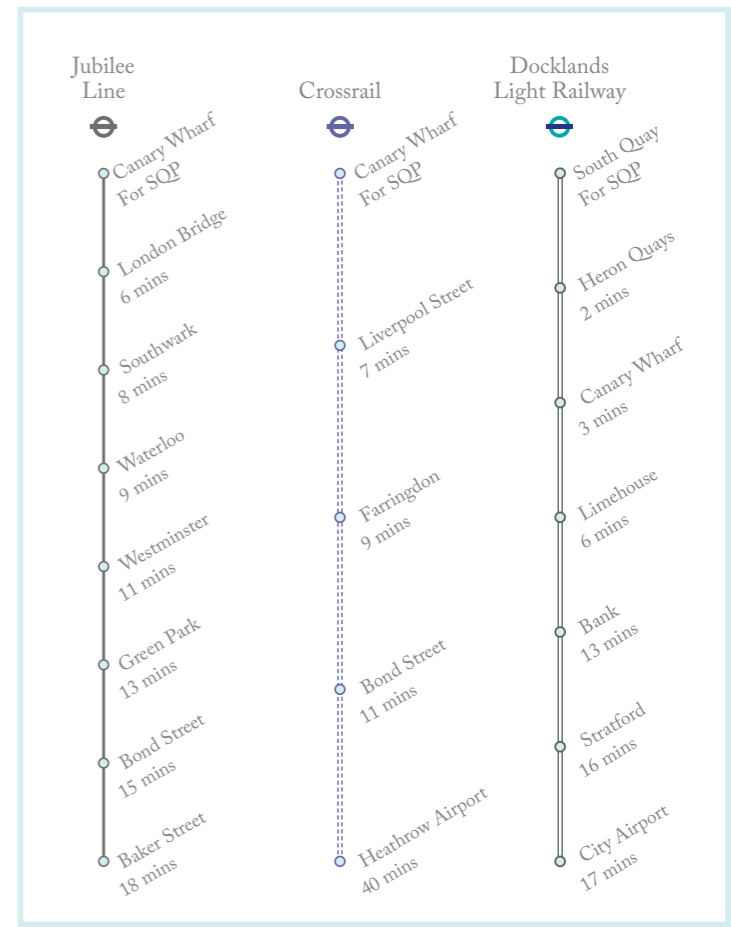 Jubilee
Line
Canary Wharf
For SQP
London Bridge
6 mins
Southwark
8 mins
Waterloo
9 mins
Westminster
11 mins
Green Park
13 mins
Bond Street
15 mins
Baker Street
18 mins
Crossrail
Canary Wharf
For SQP
Liverpool Street
7 mins
Farringdon
9 mins
Bond Street
11 mins
Heathrow Airport
40 mins
Docklands
Light Railway
South Quay
For SQP
Heron Quays
2 mins
Canary Wharf
3 mins
Limehouse
6 mins
Bank
13 mins
Stratford
16 mins
City Airport
17 mins